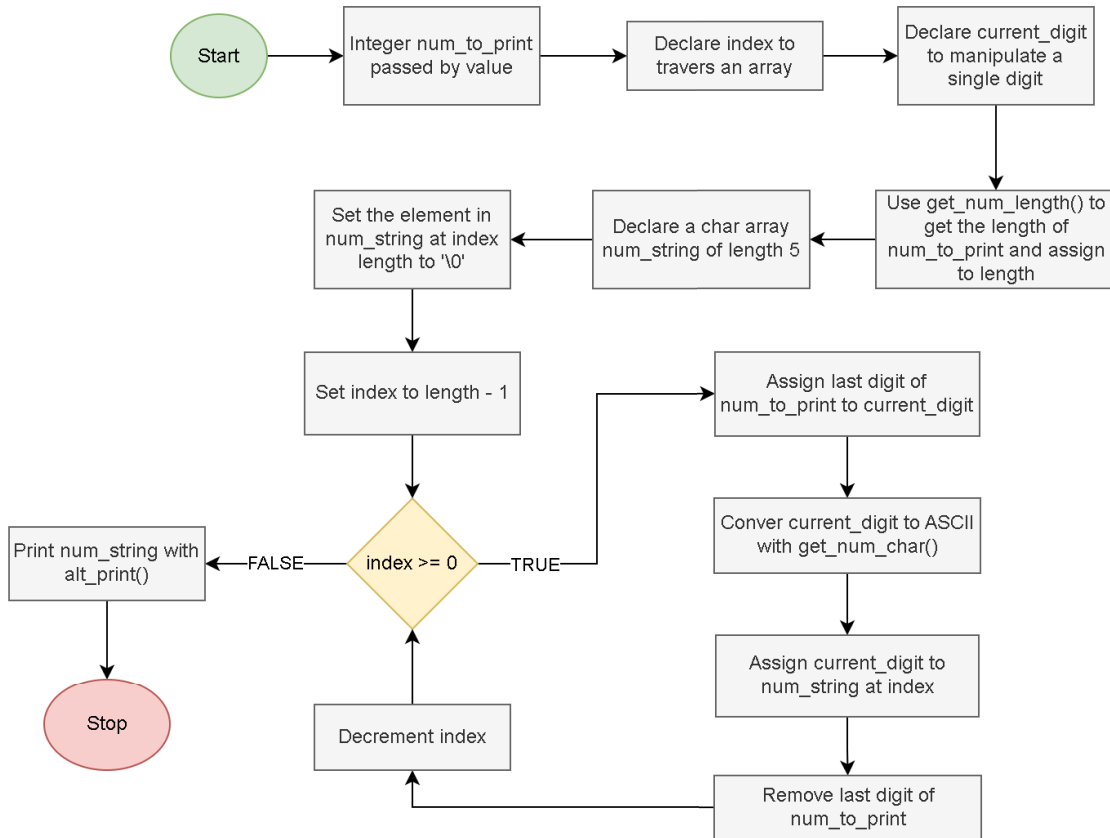 Start
Integer num_to_print
passed by value
Declare index to
travers an array
Declare current_digit
to manipulate a
single digit
Use get_num_length() to
get the length of
num_to_print and assign
to length
Declare a char array
num_string of length 5
Set the element in
num_string at index
length to '\0'
Set index to length - 1
index >= 0
TRUE
Assign last digit of
num_to_print to current_digit
Conver current_digit to ASCII
with get_num_char()
Assign current_digit to
num_string at index
Remove last digit of
num_to_print
Decrement index
FALSE
Print num_string with
alt_print()
Stop